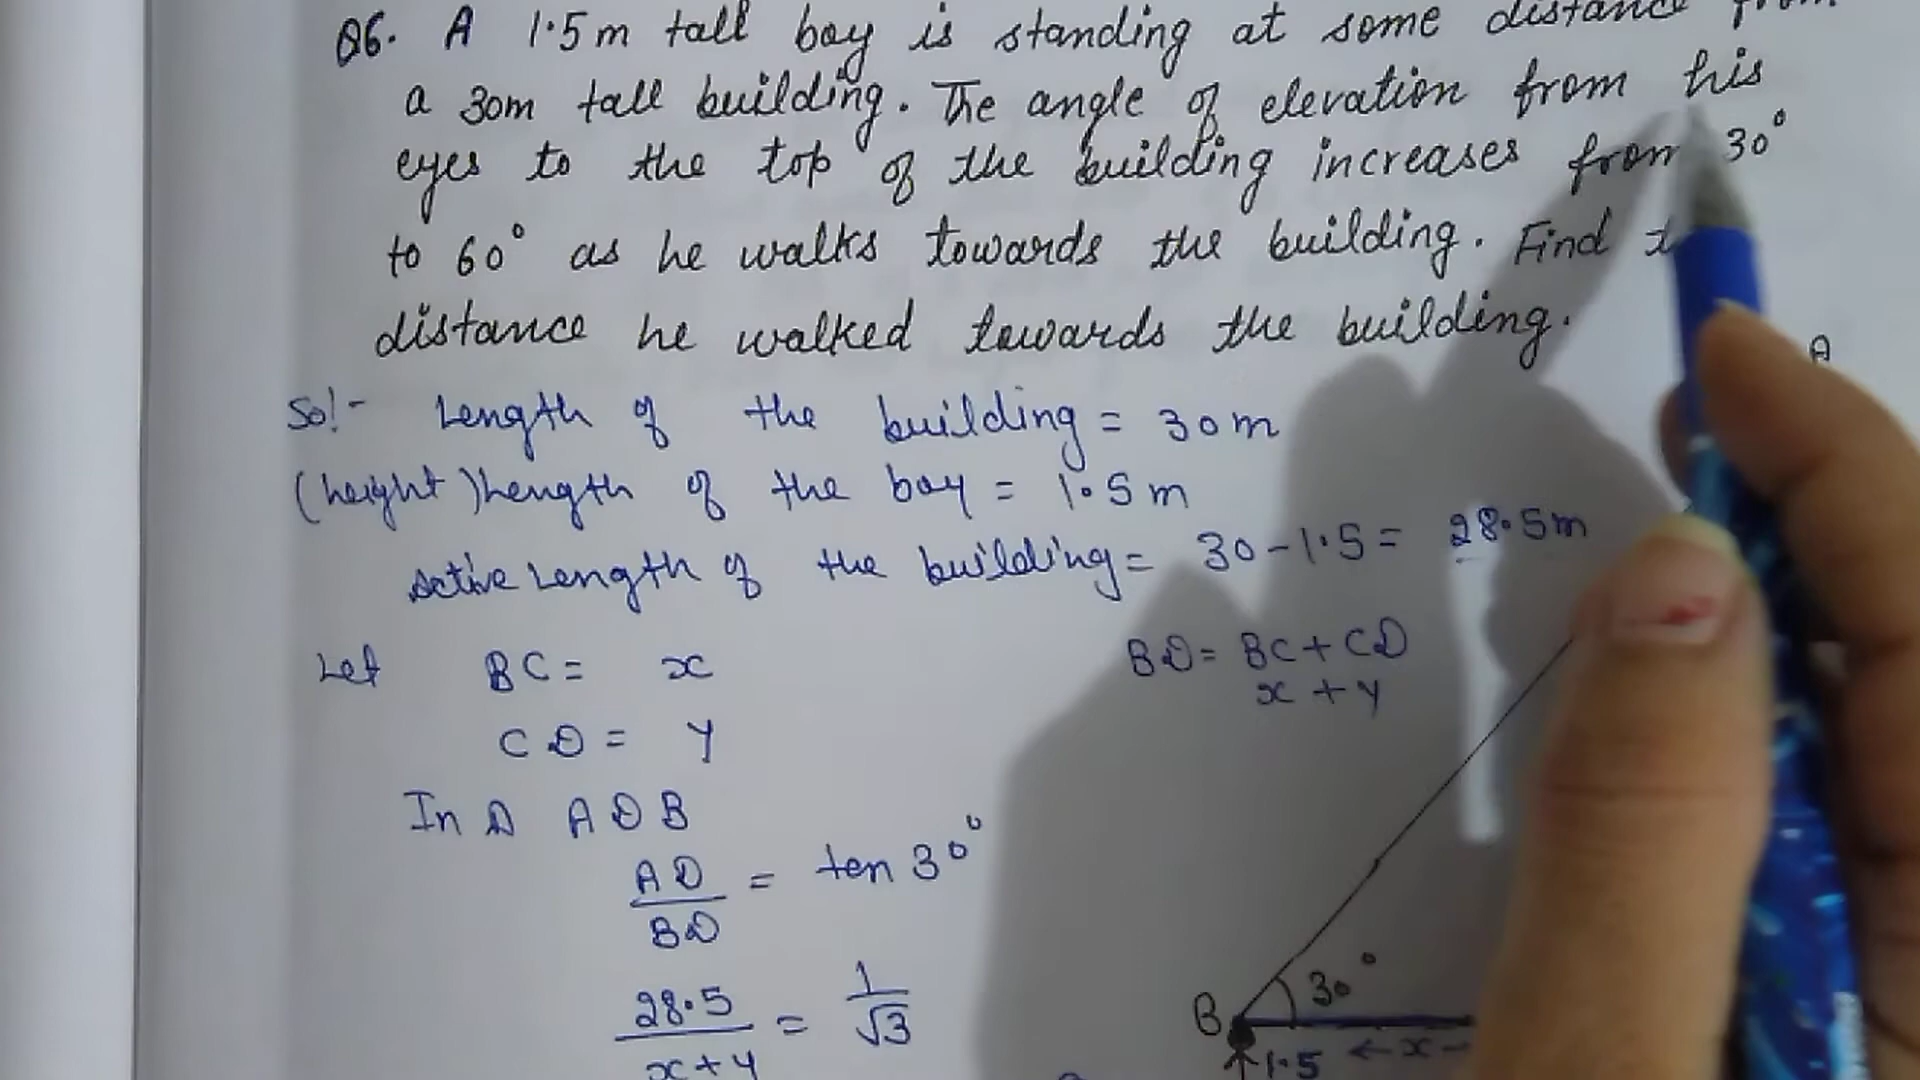 Q6. A 1.5m tall boy is standing at some distance from
a 30m tall building. The angle of elevation from his
eyes to the top of the building increases from 30°
to 60° as he walks towards the building. Find
distance he walked towards the building.
A
Sol- Length of the building = 30m
(height) Length of the boy = 1.5m
active Length of the building = 30-1.5 = 28.5m
Let BC = x
BD = BC + CD
x + y
CD = y
In Δ ADB
AD/BD = ten 30°
28.5/x+y = 1/√3
B 30°
1.5 ← x -